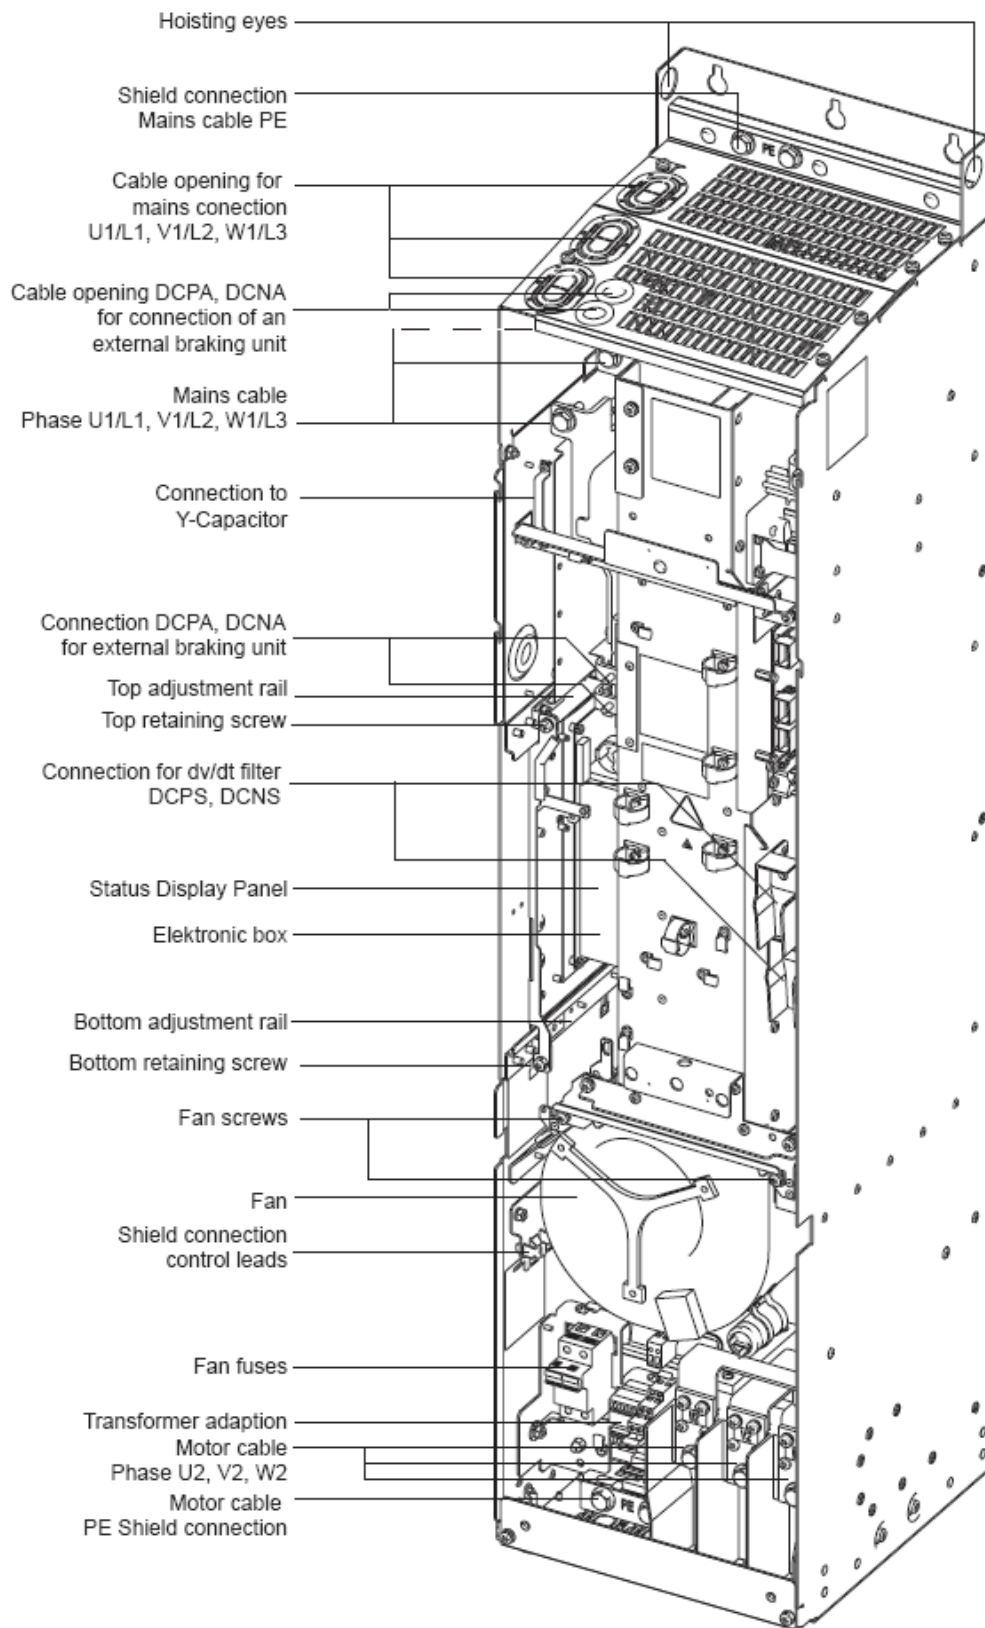 Hoisting eyes
Shield connection
Mains cable PE
PE
Cable opening for
mains conection
U1/L1, V1/L2, W1/L3
Cable opening DCPA, DCNA
for connection of an
external braking unit
Mains cable
Phase U1/L1, V1/L2, W1/L3
Connection to
Y-Capacitor
Connection DCPA, DCNA
for external braking unit
Top adjustment rail
Top retaining screw
Connection for dv/dt filter
DCPS, DCNS
Status Display Panel
Elektronic box
Bottom adjustment rail
Bottom retaining screw
Fan screws
Fan
Shield connection
control leads
Fan fuses
Transformer adaption
Motor cable
Phase U2, V2, W2
Motor cable
PE Shield connection
PE